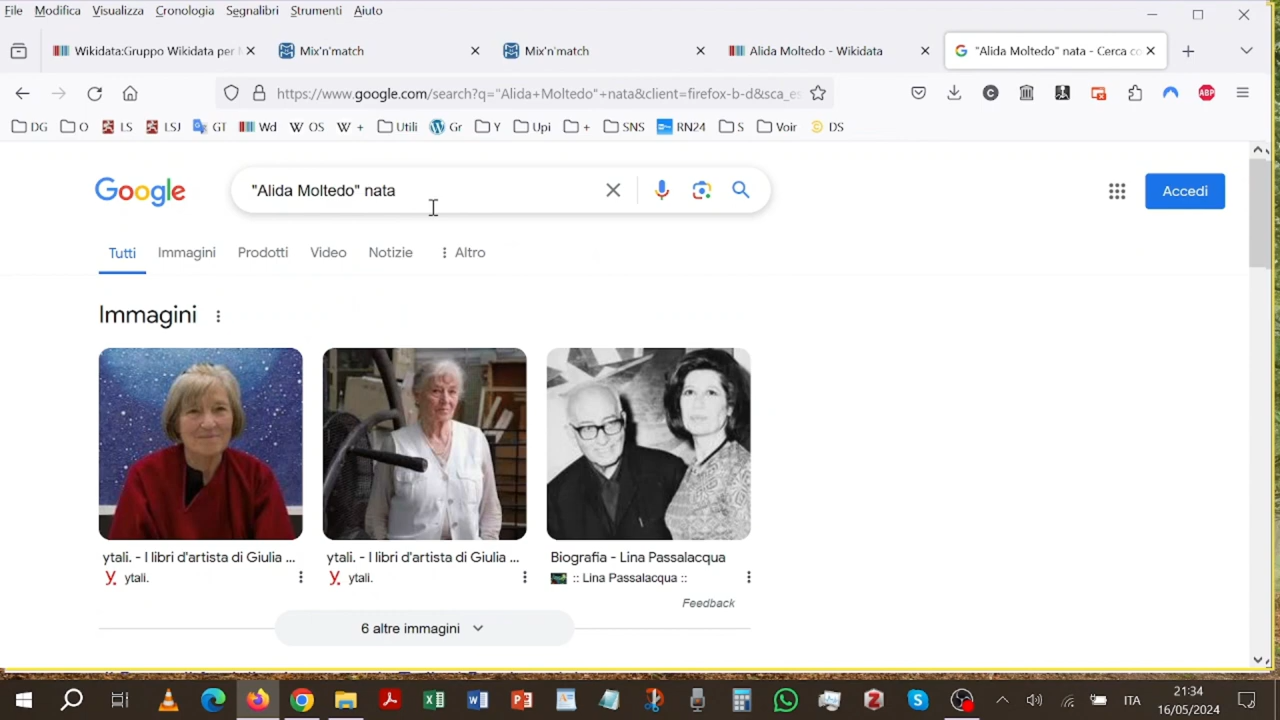 File Modifica Visualizza Cronologia Segnalibri Strumenti Aiuto
Wikidata:Gruppo Wikidata per
Mix'n'match
Mix'n'match
Alida Moltedo - Wikidata
"Alida Moltedo" nata - Cerca co
https://www.google.com/search?q="Alida+Moltedo"+nata&client=firefox-b-d&sca_es
DG O LS LSJ GT Wd OS + Utili Gr Y Upi + SNS RN24 S Voir DS
Google
"Alida Moltedo" nata
Accedi
Tutti Immagini Prodotti Video Notizie Altro
Immagini
ytali. - I libri d'artista di Giulia ...
ytali.
ytali. - I libri d'artista di Giulia ...
ytali.
Biografia - Lina Passalacqua
:: Lina Passalacqua ::
Feedback
6 altre immagini
ITA
21:34
16/05/2024